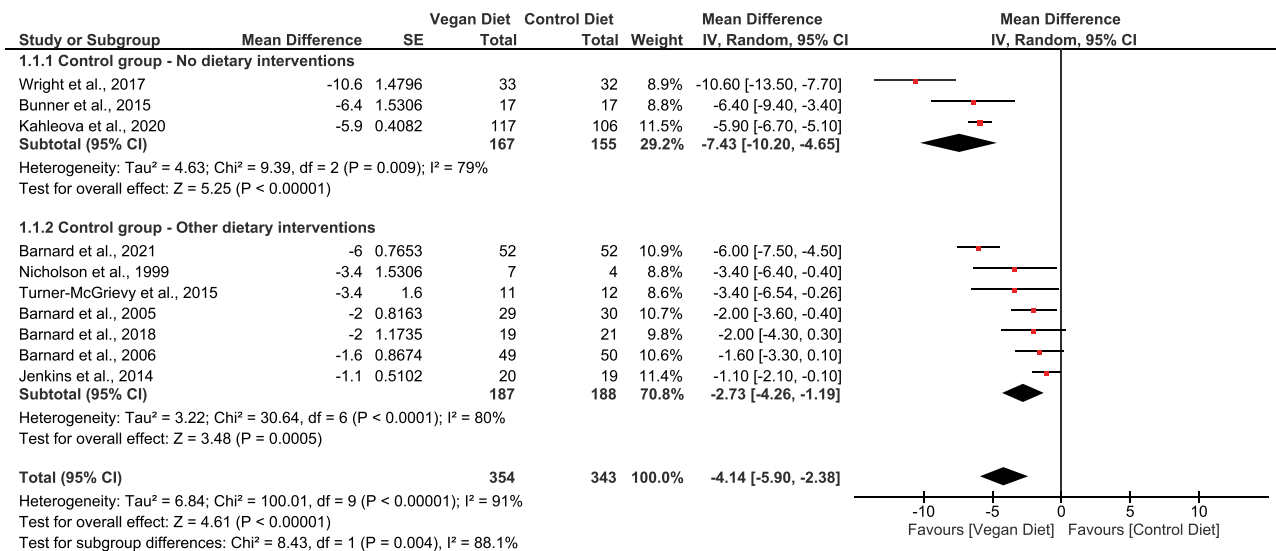 Vegan Diet Control Diet Mean Difference Mean Difference
Study or Subgroup Mean Difference SE Total Total Weight IV, Random, 95% CI IV, Random, 95% CI
1.1.1 Control group - No dietary interventions
Wright et al., 2017 -10.6 1.4796 33 32 8.9% -10.60 [-13.50, -7.70]
Bunner et al., 2015 -6.4 1.5306 17 17 8.8% -6.40 [-9.40, -3.40]
Kahleova et al., 2020 -5.9 0.4082 117 106 11.5% -5.90 [-6.70, -5.10]
Subtotal (95% CI) 167 155 29.2% -7.43 [-10.20, -4.65]
Heterogeneity: Tau² = 4.63; Chi² = 9.39, df = 2 (P = 0.009); I² = 79%
Test for overall effect: Z = 5.25 (P < 0.00001)
1.1.2 Control group - Other dietary interventions
Barnard et al., 2021 -6 0.7653 52 52 10.9% -6.00 [-7.50, -4.50]
Nicholson et al., 1999 -3.4 1.5306 7 4 8.8% -3.40 [-6.40, -0.40]
Turner-McGrievy et al., 2015 -3.4 1.6 11 12 8.6% -3.40 [-6.54, -0.26]
Barnard et al., 2005 -2 0.8163 29 30 10.7% -2.00 [-3.60, -0.40]
Barnard et al., 2018 -2 1.1735 19 21 9.8% -2.00 [-4.30, 0.30]
Barnard et al., 2006 -1.6 0.8674 49 50 10.6% -1.60 [-3.30, 0.10]
Jenkins et al., 2014 -1.1 0.5102 20 19 11.4% -1.10 [-2.10, -0.10]
Subtotal (95% CI) 187 188 70.8% -2.73 [-4.26, -1.19]
Heterogeneity: Tau² = 3.22; Chi² = 30.64, df = 6 (P < 0.0001); I² = 80%
Test for overall effect: Z = 3.48 (P = 0.0005)
Total (95% CI) 354 343 100.0% -4.14 [-5.90, -2.38]
Heterogeneity: Tau² = 6.84; Chi² = 100.01, df = 9 (P < 0.00001); I² = 91%
Test for overall effect: Z = 4.61 (P < 0.00001)
Test for subgroup differences: Chi² = 8.43, df = 1 (P = 0.004), I² = 88.1%
-10 -5 0 5 10
Favours [Vegan Diet] Favours [Control Diet]